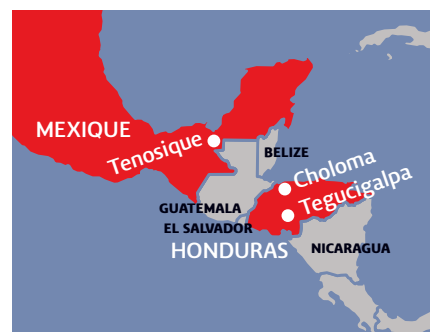 MEXIQUE
Tenosique
BELIZE
Choloma
Tegucigalpa
GUATEMALA
EL SALVADOR
HONDURAS
NICARAGUA